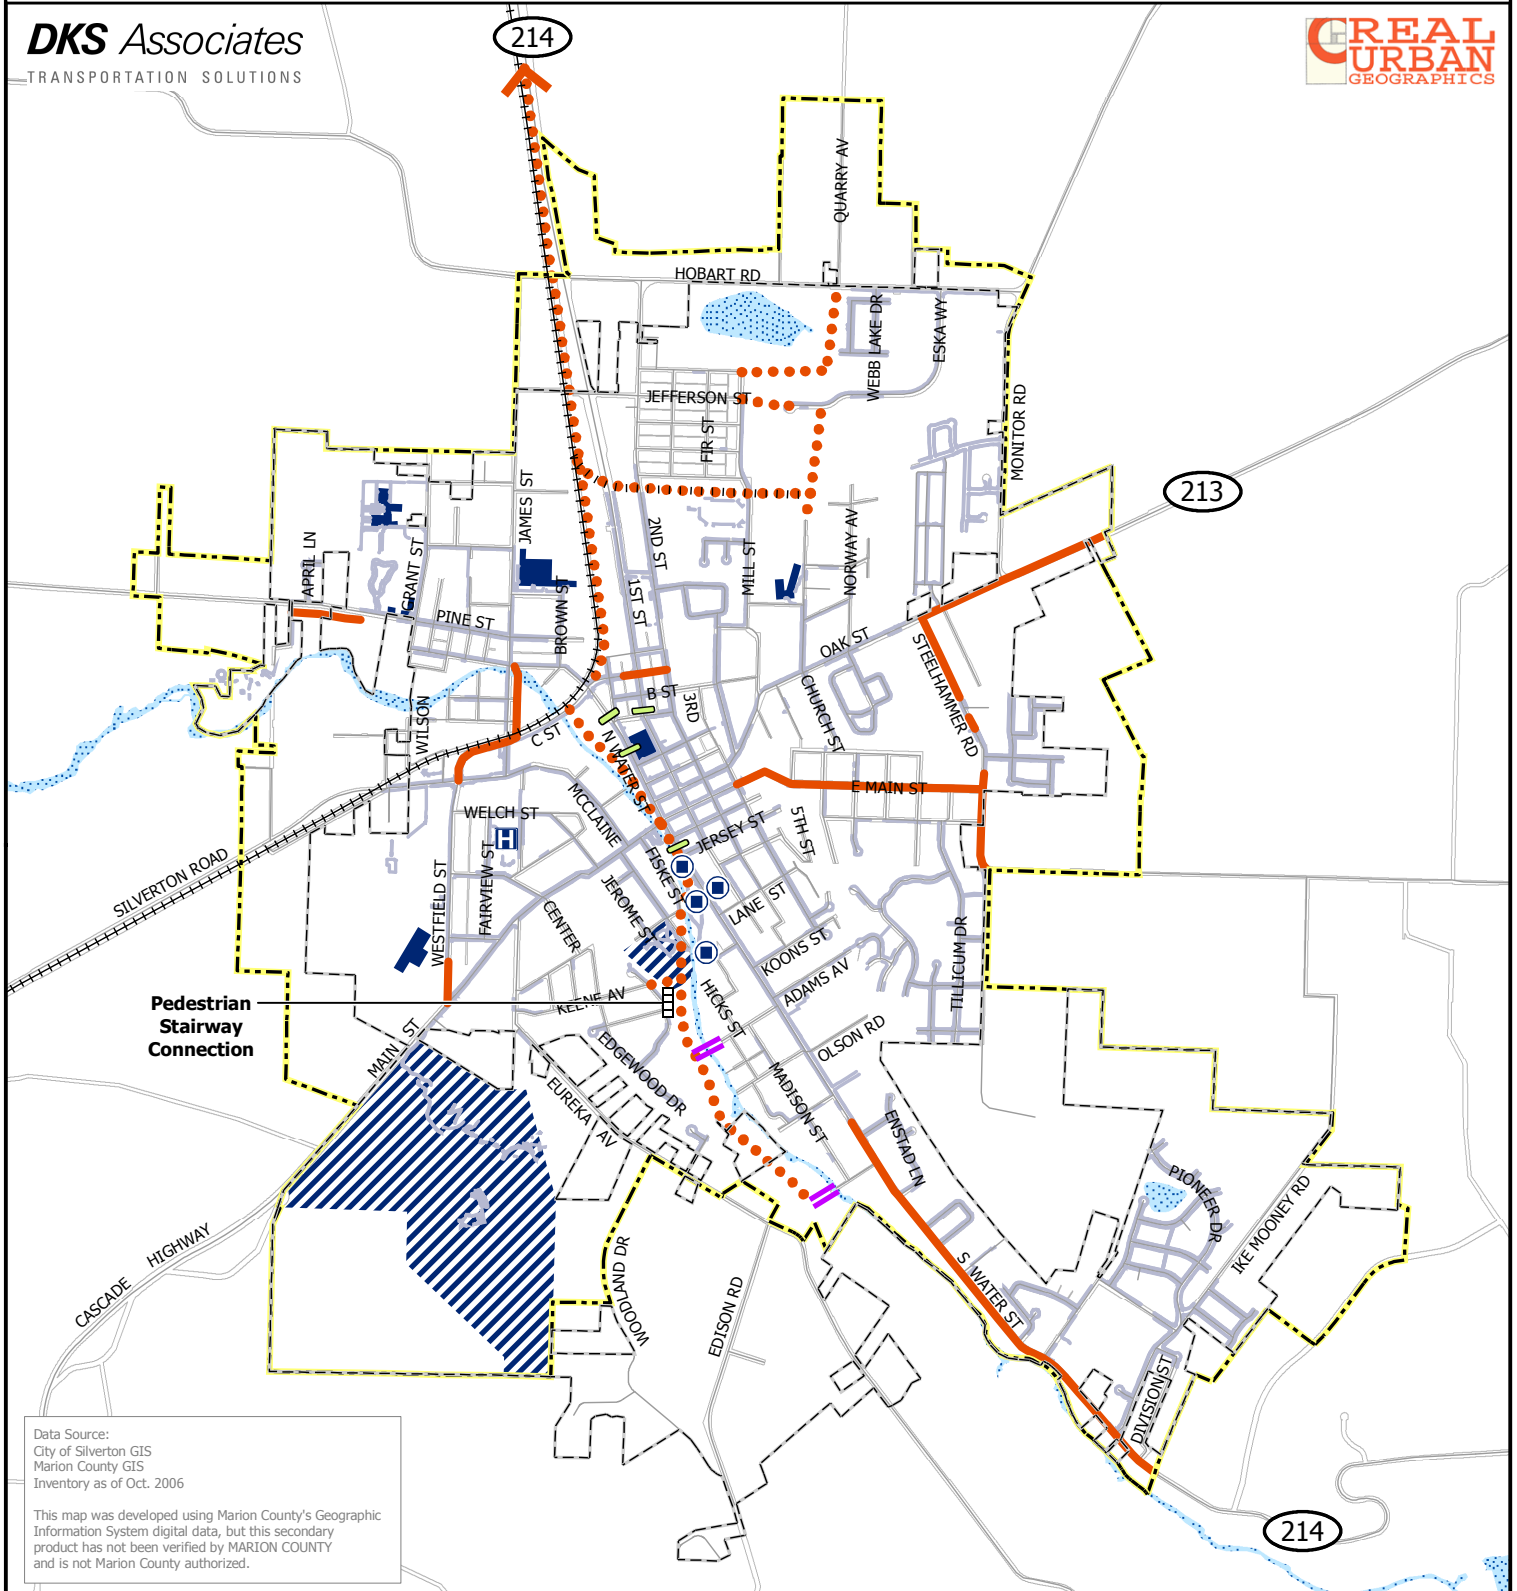 DKS Associates
TRANSPORTATION SOLUTIONS
214
CREAL
URBAN
GEOGRAPHICS
QUARRY AV
HOBART RD
WEBB LAKE DR
ESKA WY
JEFFERSON ST
FIR ST
MONITOR RD
213
JAMES ST
2ND ST
APRIL LN
GRANT ST
MILL ST
NORWAY AV
1ST ST
BROWN ST
PINE ST
OAK ST
STEELHAMMER RD
B ST
3RD
CHURCH ST
WILSON
C ST
N WATER ST
E MAIN ST
MCCLAINE
WELCH ST
H
5TH ST
JERSEY ST
SILVERTON ROAD
FISKE ST
WESTFIELD ST
FAIRVIEW ST
JEROME ST
CENTER
LANE ST
KOONS ST
TILLICUM DR
ADAMS AV
Pedestrian
Stairway
Connection
KEENE AV
HICKS ST
MAIN ST
EDGEWOOD DR
OLSON RD
EUREKA AV
MADISON ST
ENSTAD LN
PIONEER DR
IKE MOONEY RD
CASCADE HIGHWAY
WOODLAND DR
EDISON RD
S WATER ST
DIVISION ST
214
Data Source:
City of Silverton GIS
Marion County GIS
Inventory as of Oct. 2006
This map was developed using Marion County's Geographic
Information System digital data, but this secondary
product has not been verified by MARION COUNTY
and is not Marion County authorized.